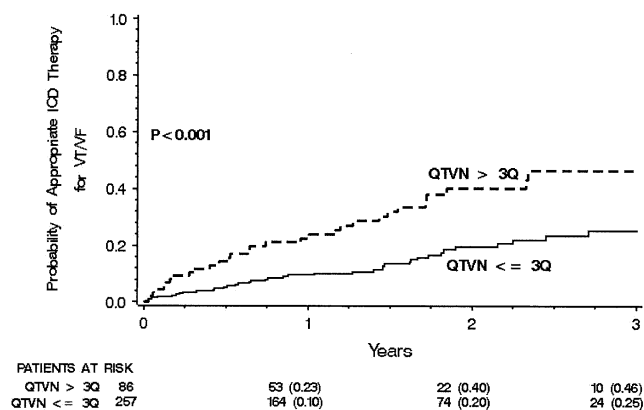 Probability of Appropriate ICD Therapy
for VT/VF
1.0
0.8
0.6
0.4
0.2
0.0
P < 0.001
QTVN > 3Q
QTVN < = 3Q
0 1 2 3
Years
PATIENTS AT RISK
QTVN > 3Q 86 53 (0.23) 22 (0.40) 10 (0.46)
QTVN < = 3Q 257 164 (0.10) 74 (0.20) 24 (0.25)